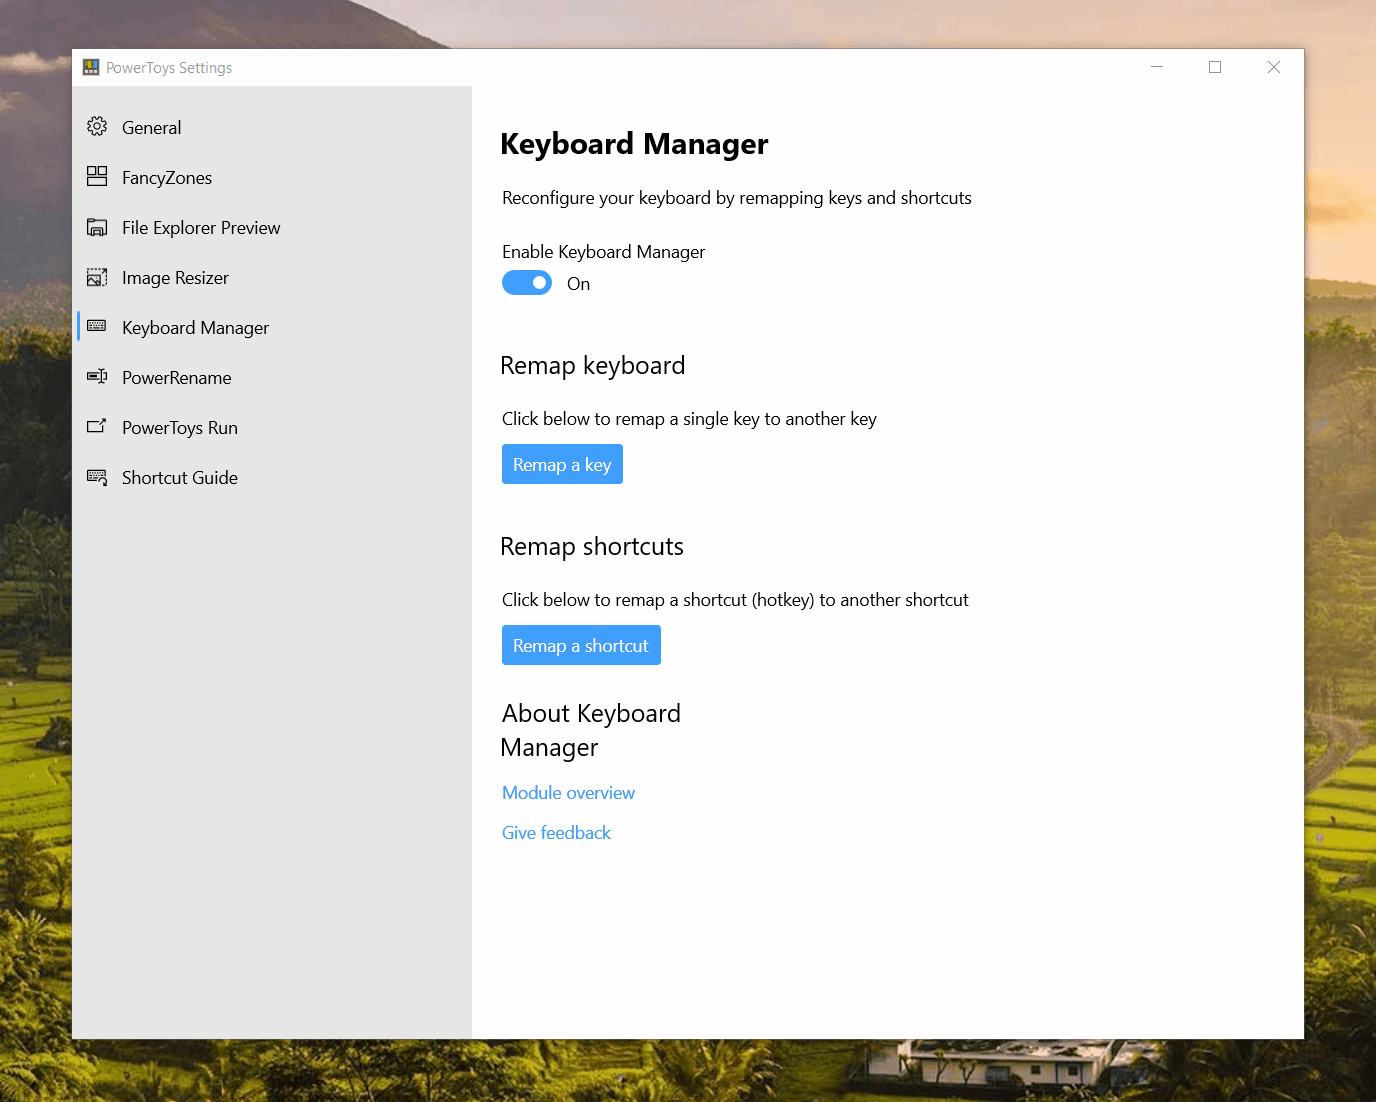 PowerToys Settings
General
FancyZones
File Explorer Preview
Image Resizer
Keyboard Manager
PowerRename
PowerToys Run
Shortcut Guide
Keyboard Manager
Reconfigure your keyboard by remapping keys and shortcuts
Enable Keyboard Manager
On
Remap keyboard
Click below to remap a single key to another key
Remap a key
Remap shortcuts
Click below to remap a shortcut (hotkey) to another shortcut
Remap a shortcut
About Keyboard
Manager
Module overview
Give feedback